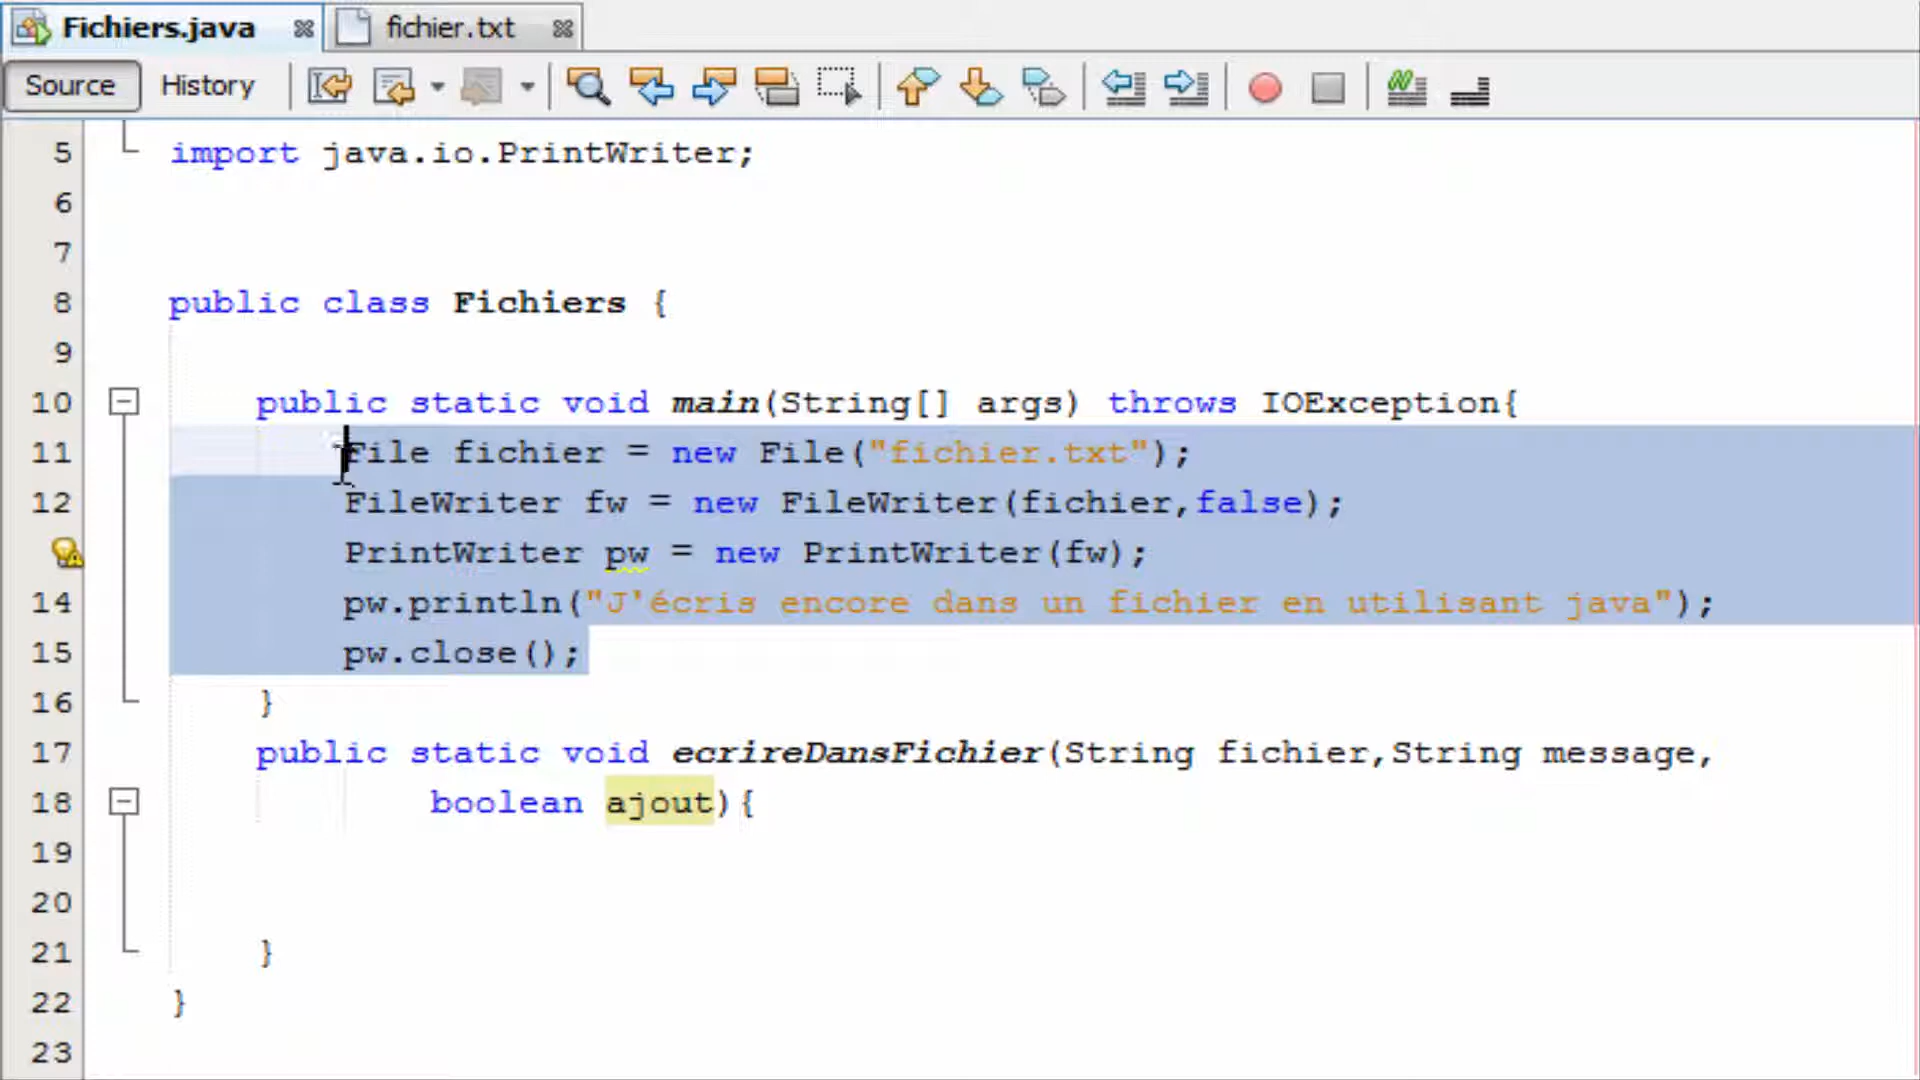 Fichiers.java fichier.txt
Source History
5 import java.io.PrintWriter;
6
7
8 public class Fichiers {
9
10 public static void main(String[] args) throws IOException{
11 File fichier = new File("fichier.txt");
12 FileWriter fw = new FileWriter(fichier,false);
PrintWriter pw = new PrintWriter(fw);
14 pw.println("J'écris encore dans un fichier en utilisant java");
15 pw.close();
16 }
17 public static void ecrireDansFichier(String fichier,String message,
18 boolean ajout){
19
20
21 }
22 }
23